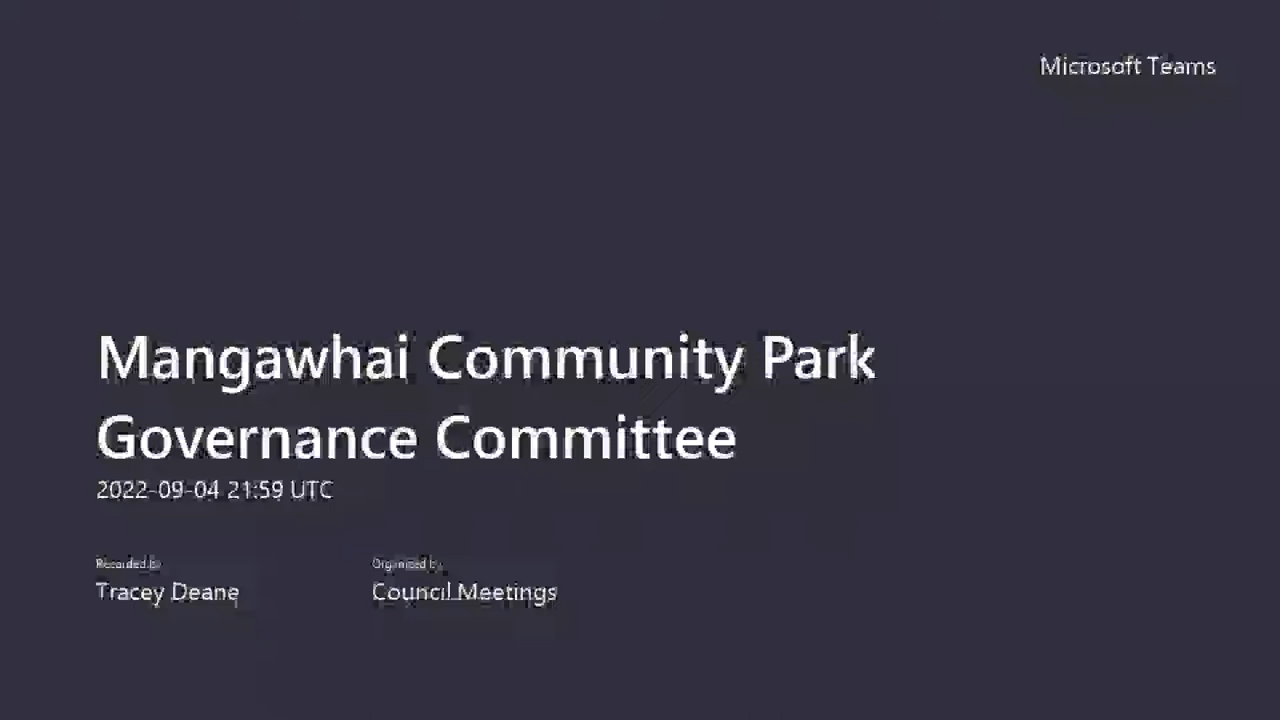 Microsoft Teams
Mangawhai Community Park
Governance Committee
2022-09-04 21:59 UTC
Recorded by
Organized by
Tracey Deane
Council Meetings